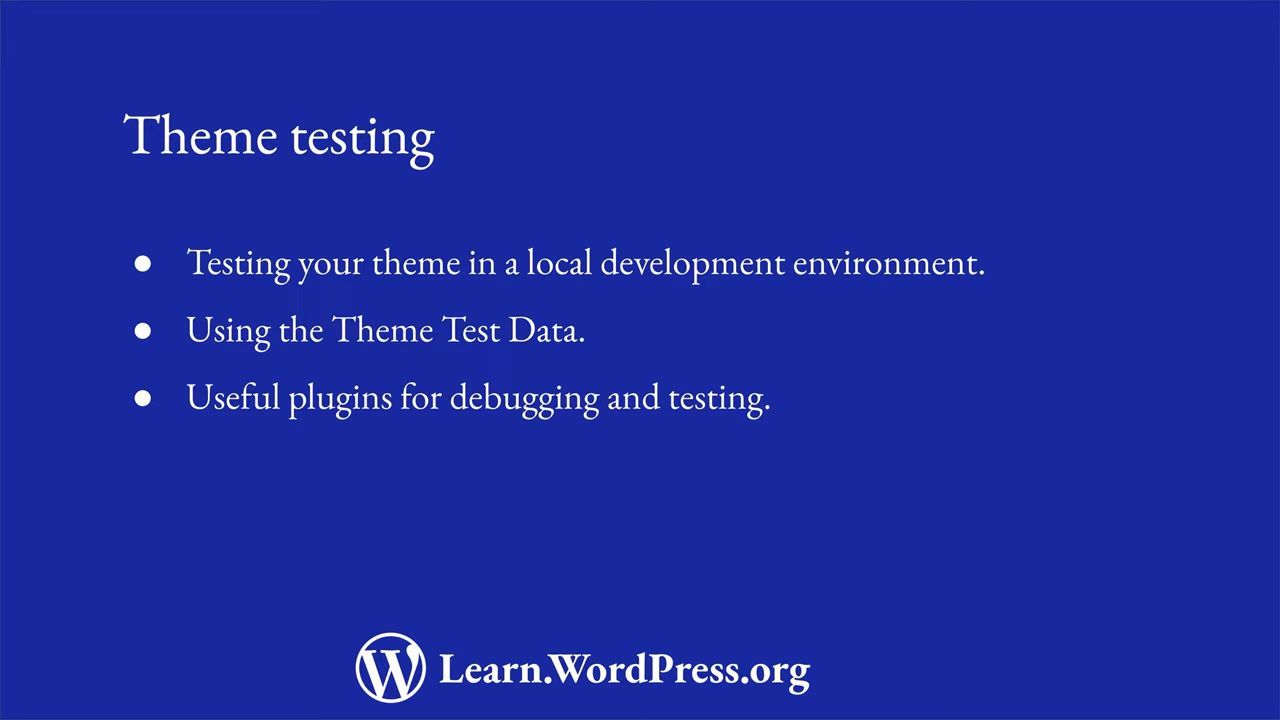 Theme testing
● Testing your theme in a local development environment.
● Using the Theme Test Data.
● Useful plugins for debugging and testing.
Learn.WordPress.org